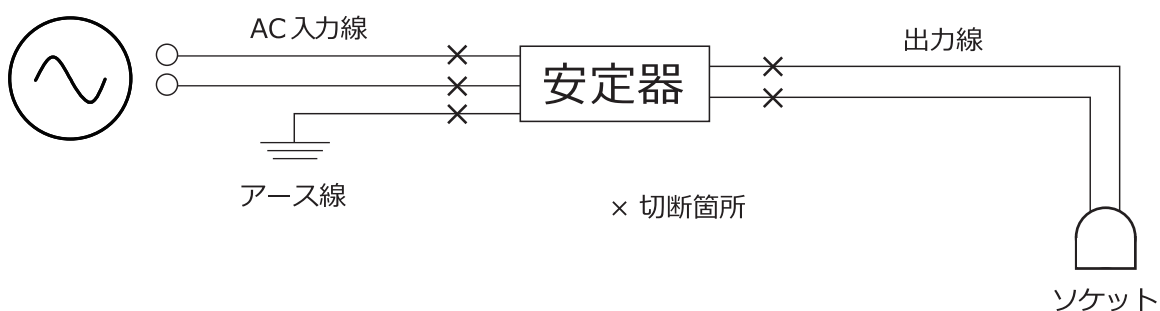 AC入力線
出力線
安定器
アース線
× 切断箇所
ソケット